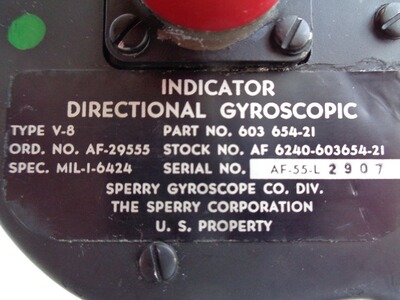 INDICATOR
DIRECTIONAL GYROSCOPIC
TYPE V-8 PART NO. 603 654-21
ORD. NO. AF-29555 STOCK NO. AF 6240-603654-21
SPEC. MIL-I-6424 SERIAL NO. AF-55-L 2907
SPERRY GYROSCOPE CO. DIV.
THE SPERRY CORPORATION
U. S. PROPERTY